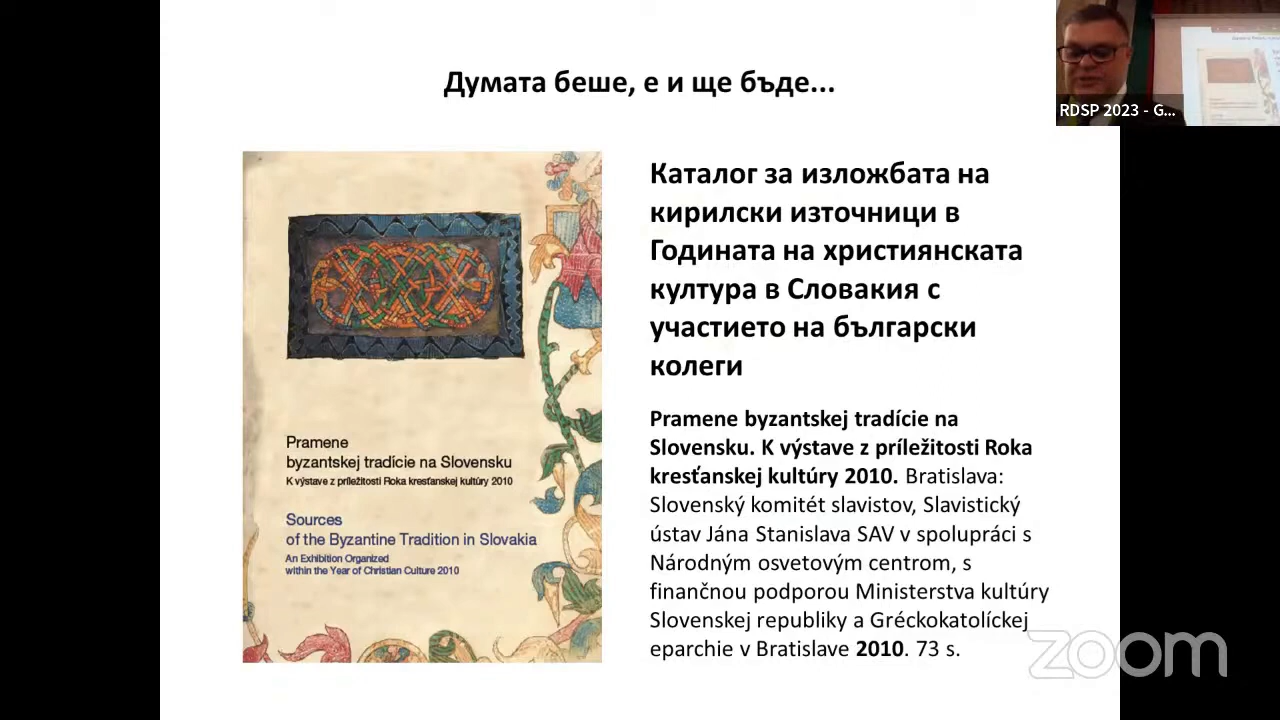 Думата беше, е и ще бъде...
RDSP 2023 - G...
Каталог за изложбата на
кирилски източници в
Годината на християнската
култура в Словакия с
участието на български
колеги
Pramene byzantskej tradície na
Slovensku. K výstave z príležitosti Roka
kresťanskej kultúry 2010. Bratislava:
Slovenský komitét slavistov, Slavistický
ústav Jána Stanislava SAV v spolupráci s
Národným osvetovým centrom, s
finančnou podporou Ministerstva kultúry
Slovenskej republiky a Gréckokatolíckej
eparchie v Bratislave 2010. 73 s.
Pramene
byzantskej tradície na Slovensku
K výstave z príležitosti Roka kresťanskej kultúry 2010
Sources
of the Byzantine Tradition in Slovakia
An Exhibition Organized
within the Year of Christian Culture 2010
zoom